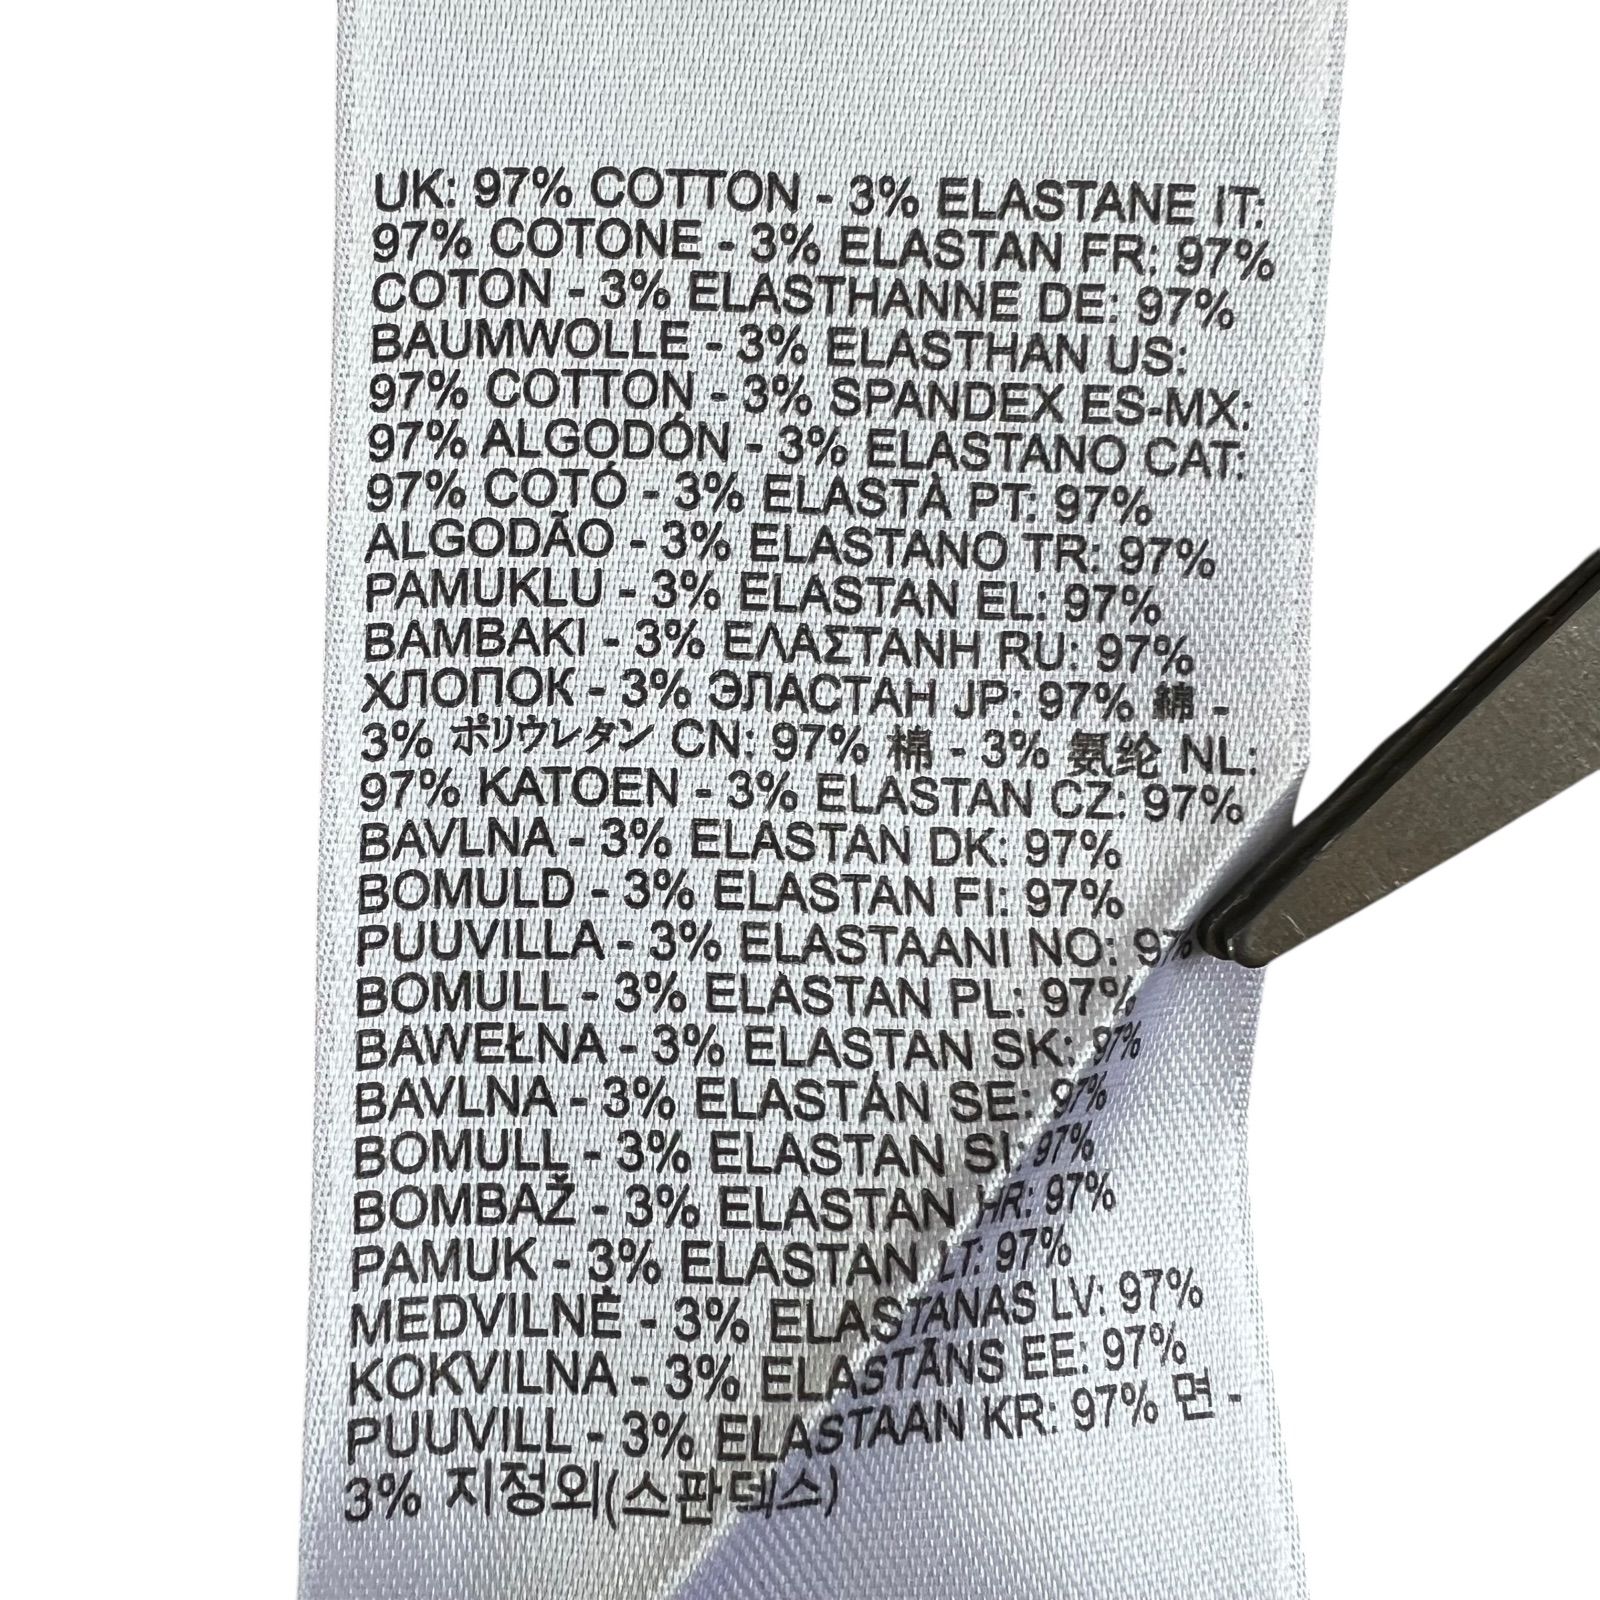 UK: 97% COTTON - 3% ELASTANE IT:
97% COTONE - 3% ELASTAN FR: 97%
COTON - 3% ELASTHANNE DE: 97%
BAUMWOLLE - 3% ELASTHAN US:
97% COTTON - 3% SPANDEX ES-MX:
97% ALGODÓN - 3% ELASTANO CAT:
97% COTÓ - 3% ELASTÀ PT: 97%
ALGODÃO - 3% ELASTANO TR: 97%
PAMUKLU - 3% ELASTAN EL: 97%
ΒΑΜΒΑΚΙ - 3% ΕΛΑΣΤΑΝΗ RU: 97%
ХЛОПОК - 3% ЭЛАСТАН JP: 97% 綿 -
3% ポリウレタン CN: 97% 棉 - 3% 氨纶 NL:
97% KATOEN - 3% ELASTAN CZ: 97%
BAVLNA - 3% ELASTAN DK: 97%
BOMULD - 3% ELASTAN FI: 97%
PUUVILLA - 3% ELASTAANI NO: 97%
BOMULL - 3% ELASTAN PL: 97%
BAWEŁNA - 3% ELASTAN SK: 97%
BAVLNA - 3% ELASTÁN SE: 97%
BOMULL - 3% ELASTAN SI: 97%
BOMBAŽ - 3% ELASTAN HR: 97%
PAMUK - 3% ELASTAN LT: 97%
MEDVILNĖ - 3% ELASTANAS LV: 97%
KOKVILNA - 3% ELASTĀNS EE: 97%
PUUVILL - 3% ELASTAAN KR: 97% 면 -
3% 지정외(스판덱스)